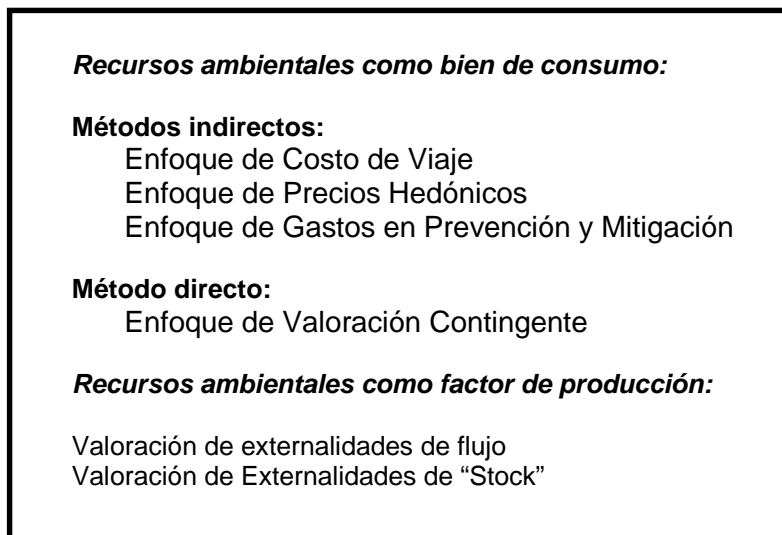 Recursos ambientales como bien de consumo:
Métodos indirectos:
Enfoque de Costo de Viaje
Enfoque de Precios Hedónicos
Enfoque de Gastos en Prevención y Mitigación
Método directo:
Enfoque de Valoración Contingente
Recursos ambientales como factor de producción:
Valoración de externalidades de flujo
Valoración de Externalidades de “Stock”